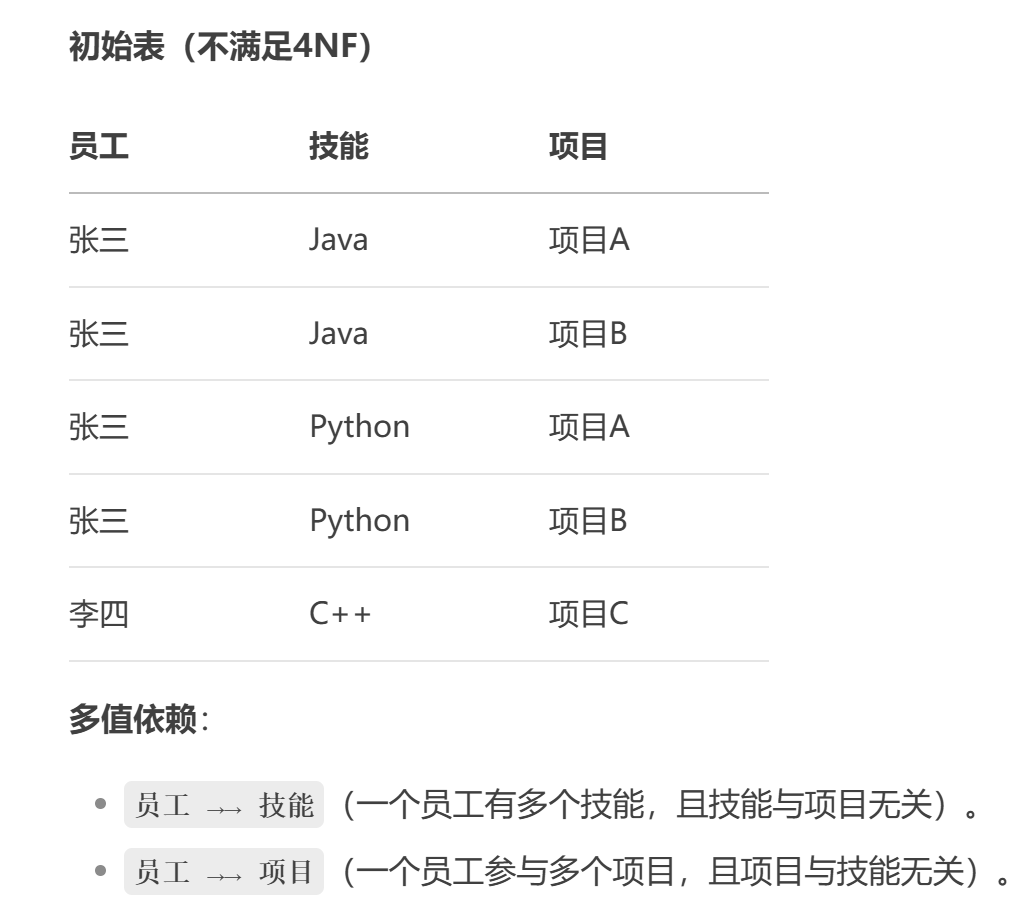 初始表（不满足4NF）
员工 技能 项目
张三 Java 项目A
张三 Java 项目B
张三 Python 项目A
张三 Python 项目B
李四 C++ 项目C
多值依赖：
员工 →→ 技能（一个员工有多个技能，且技能与项目无关）。
员工 →→ 项目（一个员工参与多个项目，且项目与技能无关）。